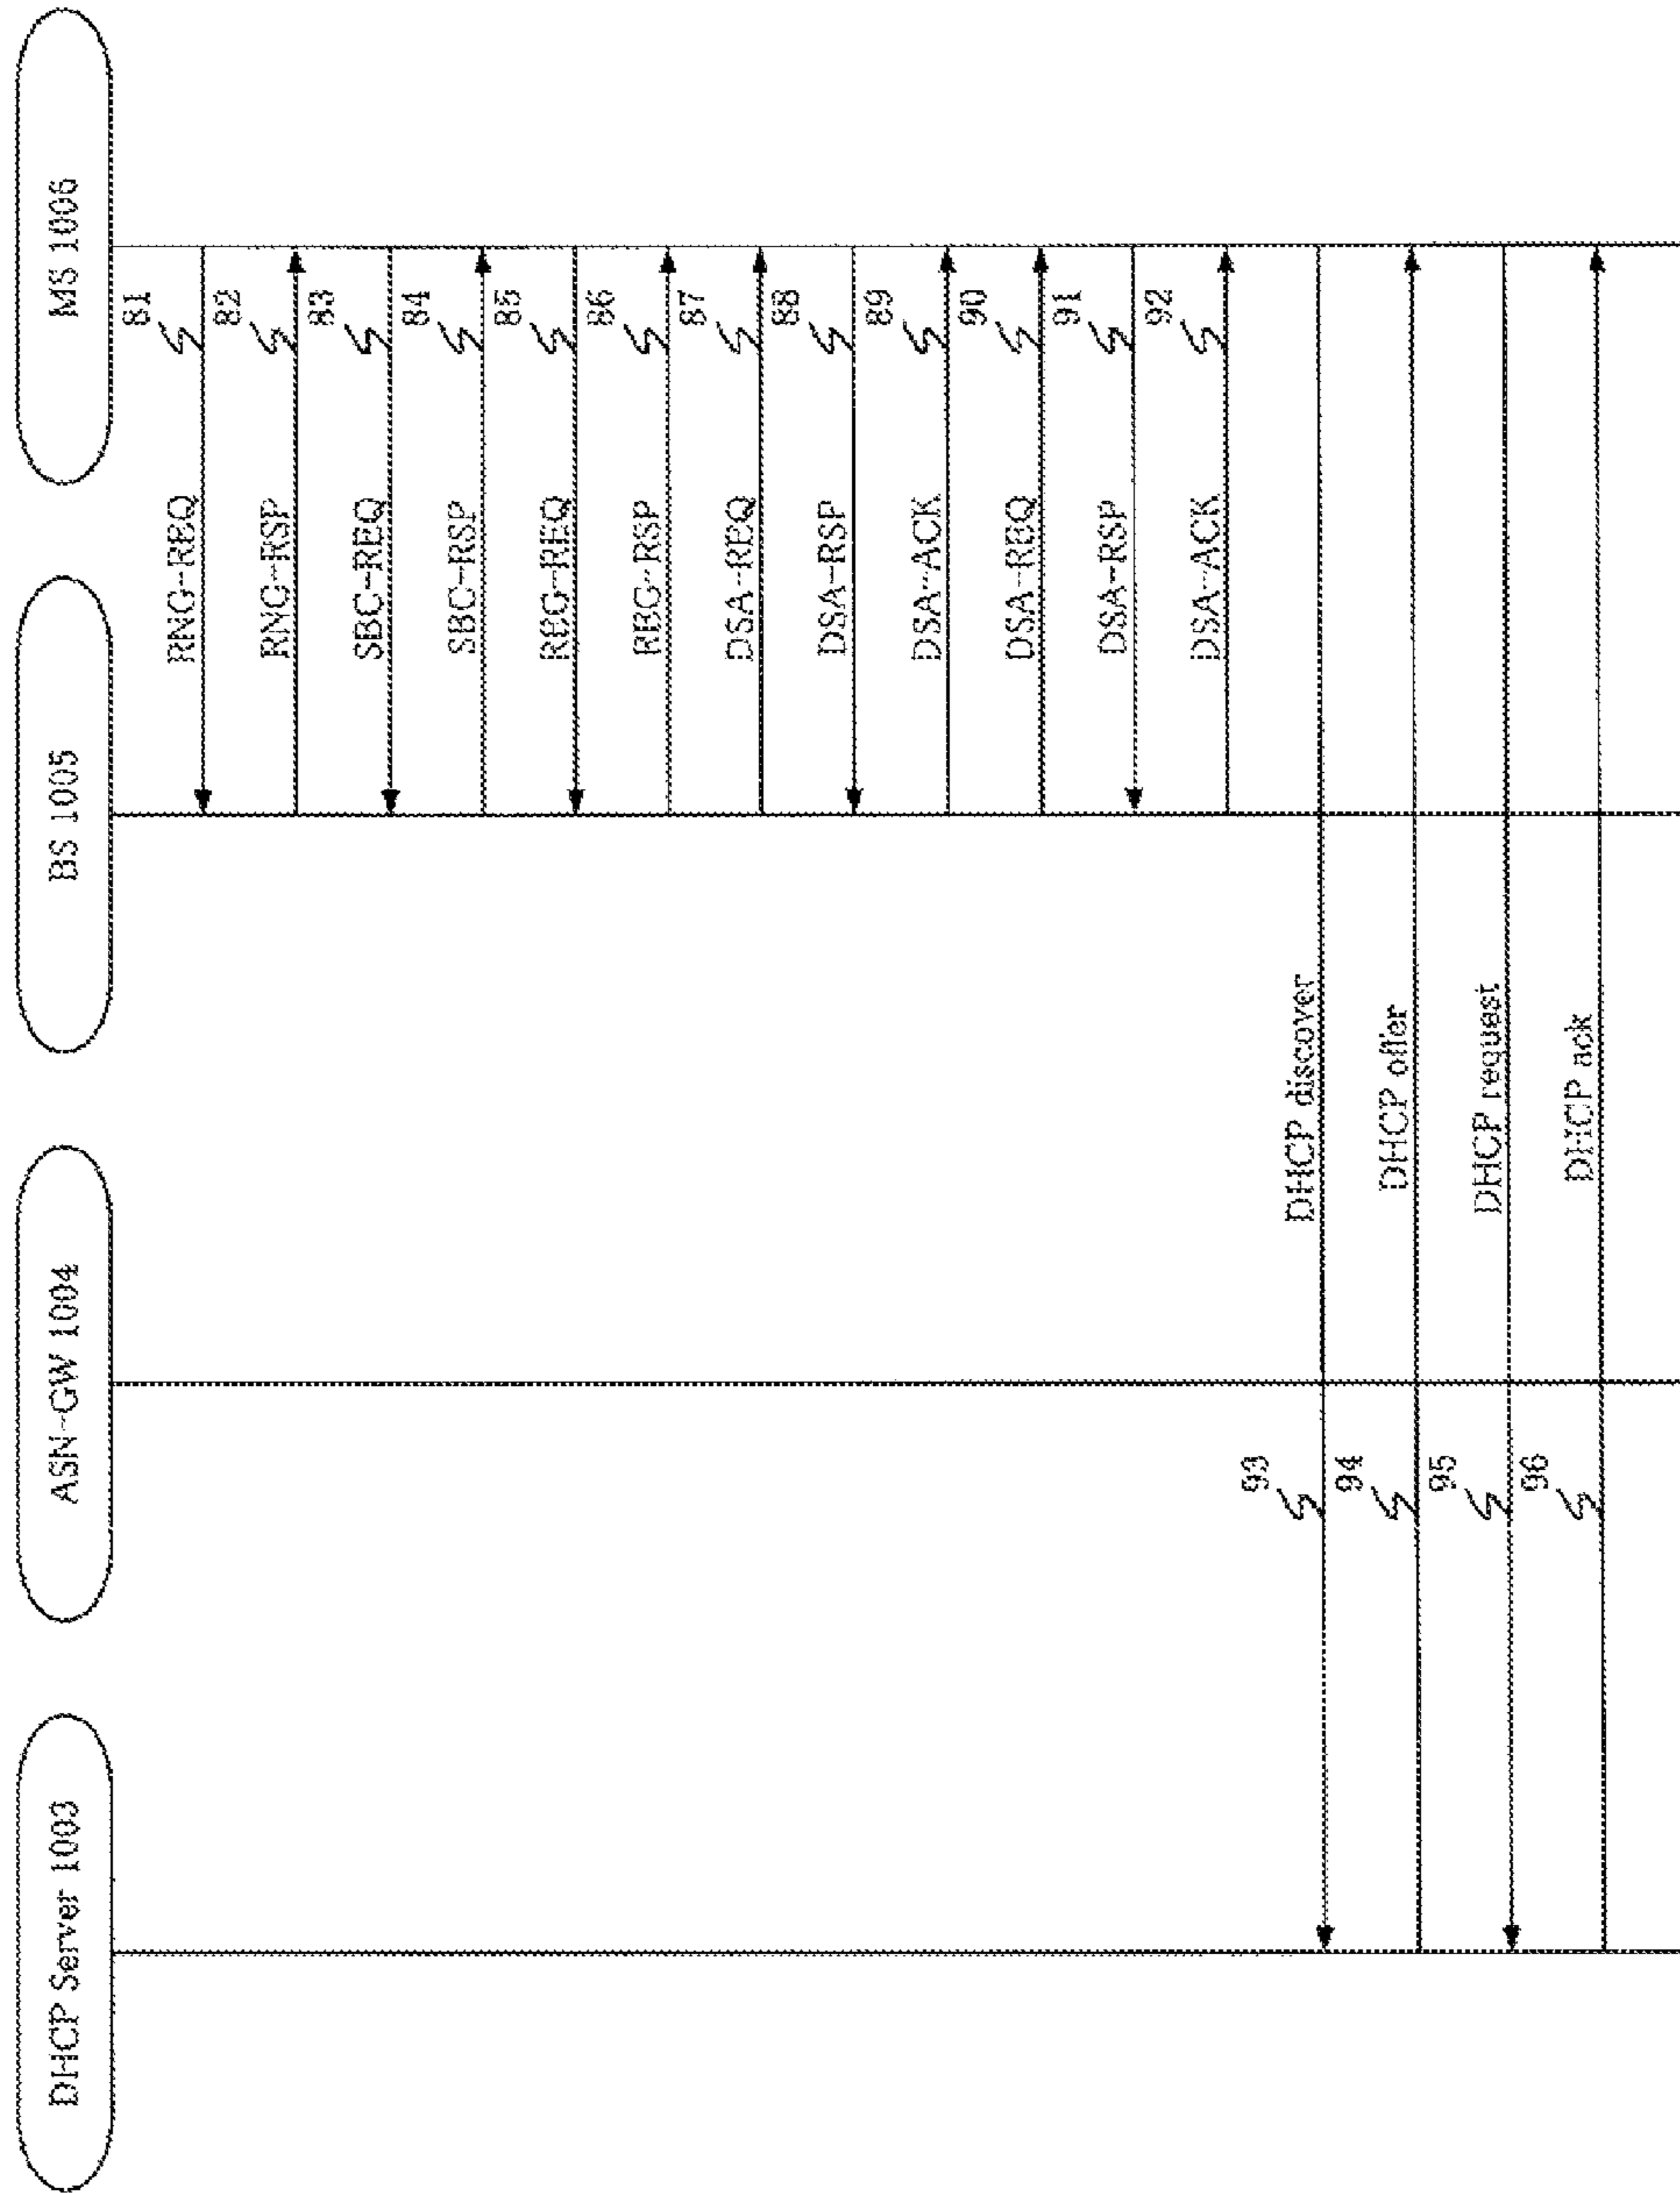 DHCP Server 1003
ASN-GW 1004
BS 1005
MS 1006
RNG-REQ
81
RNG-RSP
82
SBC-REQ
83
SBC-RSP
84
REG-REQ
85
REG-RSP
86
DSA-REQ
87
DSA-RSP
88
DSA-ACK
89
DSA-REQ
90
DSA-RSP
91
DSA-ACK
92
93
DHCP discover
94
DHCP offer
95
DHCP request
96
DHCP ack